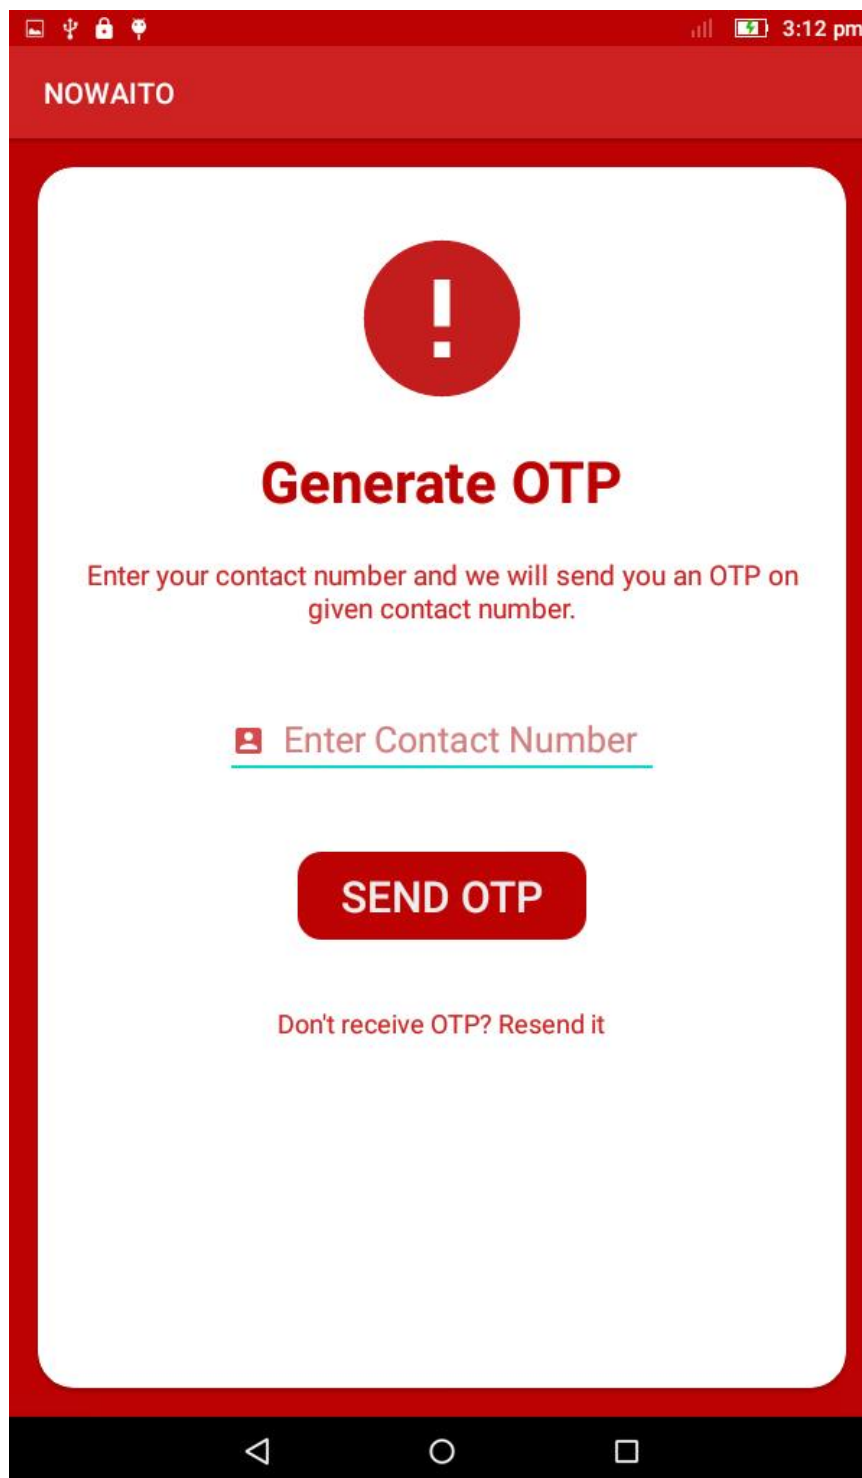 3:12 pm
NOWAITO
!
Generate OTP
Enter your contact number and we will send you an OTP on
given contact number.
Enter Contact Number
SEND OTP
Don't receive OTP? Resend it